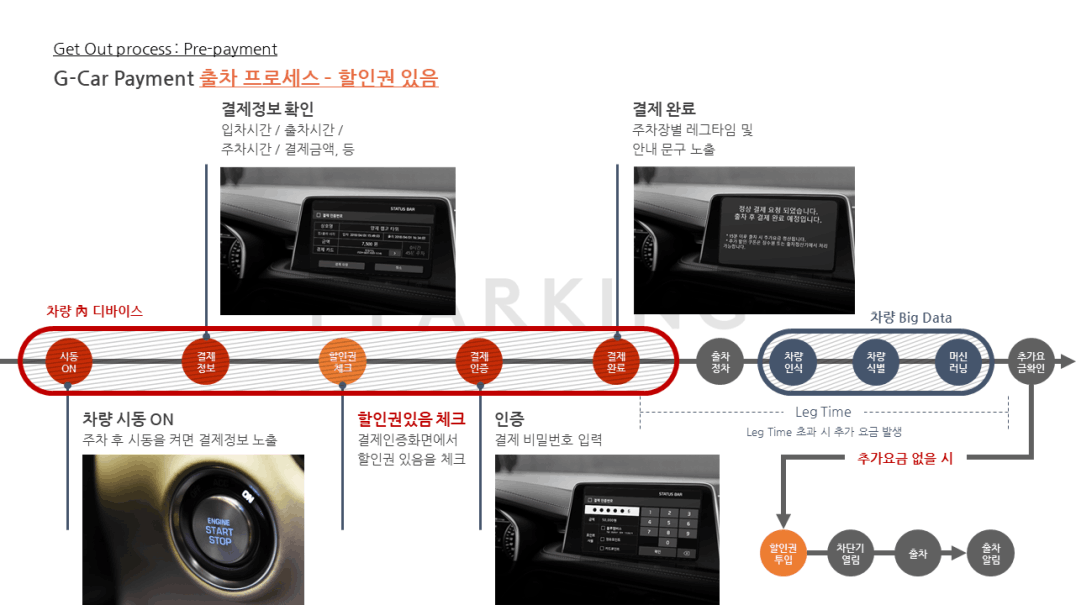 Get Out process : Pre-payment
G-Car Payment 출차 프로세스 - 할인권 있음
결제정보 확인
입차시간 / 출차시간 /
주차시간 / 결제금액, 등
결제 완료
주차장별 레그타임 및
안내 문구 노출
STATUS BAR
정상 결제 요청 되었습니다.
출차 후 결제 완료 예정입니다.
PARKING
차량 內 디바이스
차량 Big Data
시동
ON
결제
정보
할인권
체크
결제
인증
결제
완료
출차
정차
차량
인식
차량
식별
머신
러닝
추가요
금확인
차량 시동 ON
주차 후 시동을 켜면 결제정보 노출
할인권있음 체크
결제인증화면에서
할인권 있음을 체크
인증
결제 비밀번호 입력
Leg Time
Leg Time 초과 시 추가 요금 발생
추가요금 없을 시
ENGINE
START
STOP
ON
STATUS BAR
1 2 3
4 5 6
7 8 9
0
할인권
투입
차단기
열림
출차
출차
알림